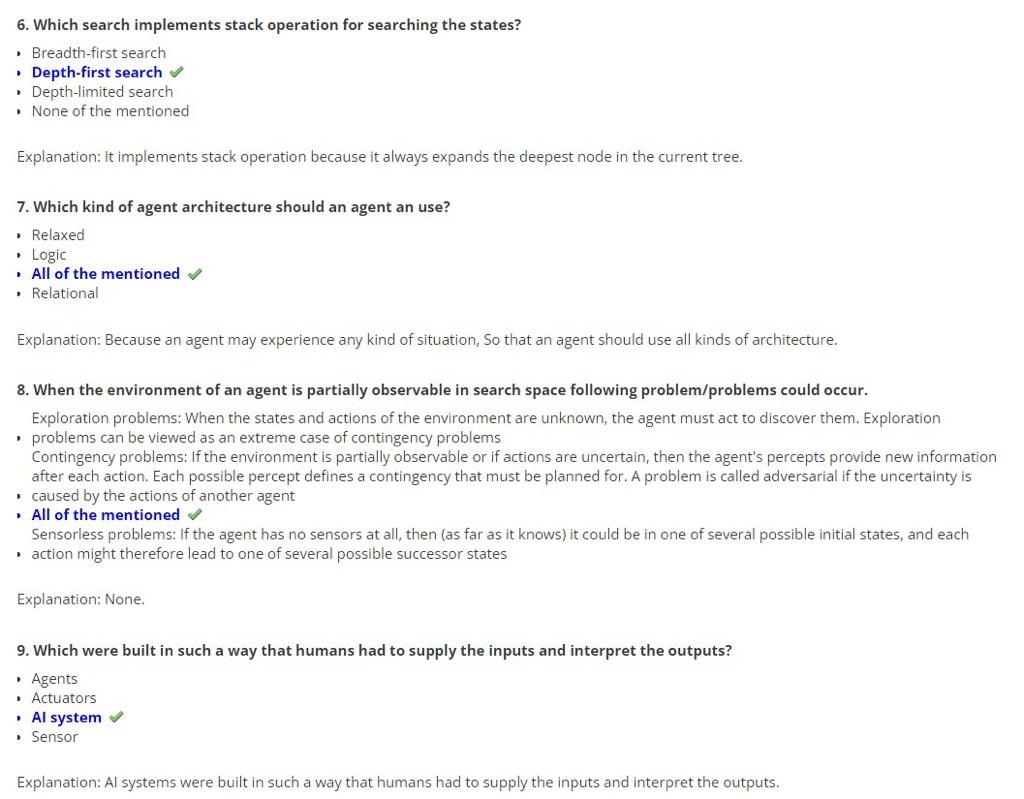 6. Which search implements stack operation for searching the states?
Breadth-first search
Depth-first search
Depth-limited search
None of the mentioned
Explanation: It implements stack operation because it always expands the deepest node in the current tree.
7. Which kind of agent architecture should an agent an use?
Relaxed
Logic
All of the mentioned
Relational
Explanation: Because an agent may experience any kind of situation, So that an agent should use all kinds of architecture.
8. When the environment of an agent is partially observable in search space following problem/problems could occur.
Exploration problems: When the states and actions of the environment are unknown, the agent must act to discover them. Exploration
problems can be viewed as an extreme case of contingency problems
Contingency problems: If the environment is partially observable or if actions are uncertain, then the agent's percepts provide new information
after each action. Each possible percept defines a contingency that must be planned for. A problem is called adversarial if the uncertainty is
caused by the actions of another agent
All of the mentioned
Sensorless problems: If the agent has no sensors at all, then (as far as it knows) it could be in one of several possible initial states, and each
action might therefore lead to one of several possible successor states
Explanation: None.
9. Which were built in such a way that humans had to supply the inputs and interpret the outputs?
Agents
Actuators
AI system
Sensor
Explanation: AI systems were built in such a way that humans had to supply the inputs and interpret the outputs.